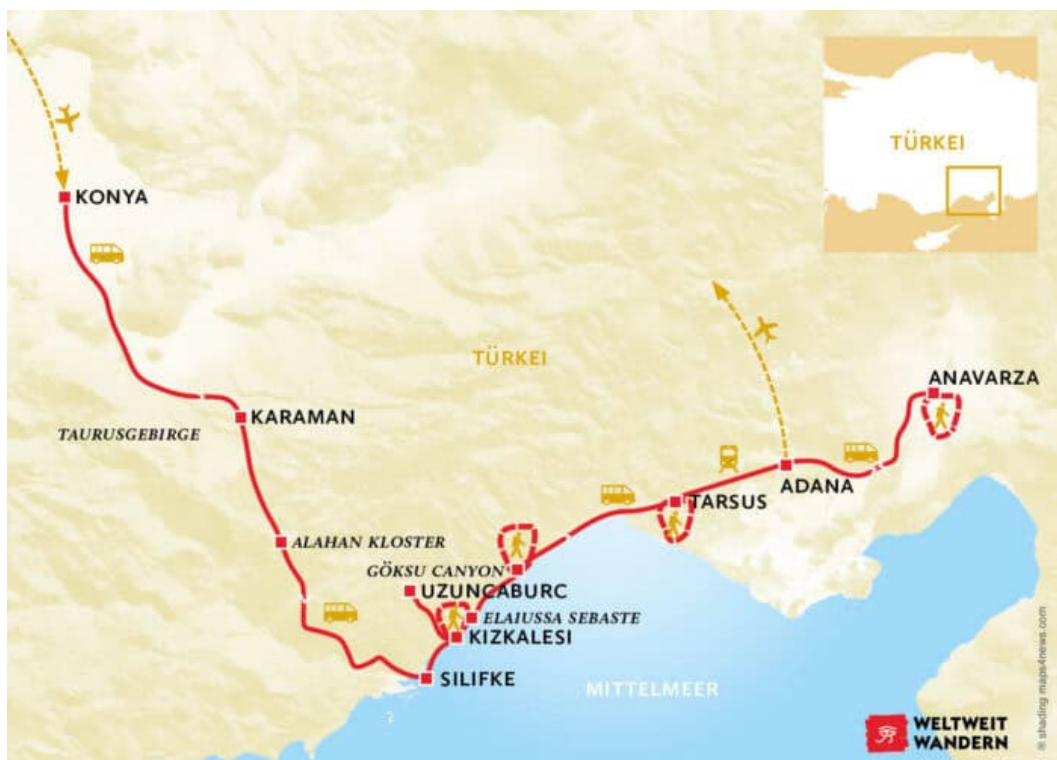 TÜRKEI
KONYA
TÜRKEI
ANAVARZA
KARAMAN
TAURUSGEBIRGE
ADANA
TARSUS
ALAHAN KLOSTER
GÖKSU CANYON
UZUNCABURC
ELAIUSSA SEBASTE
KIZKALESI
SILIFKE
MITTELMEER
?
WELTWEIT
WANDERN
® shading maps4news.com